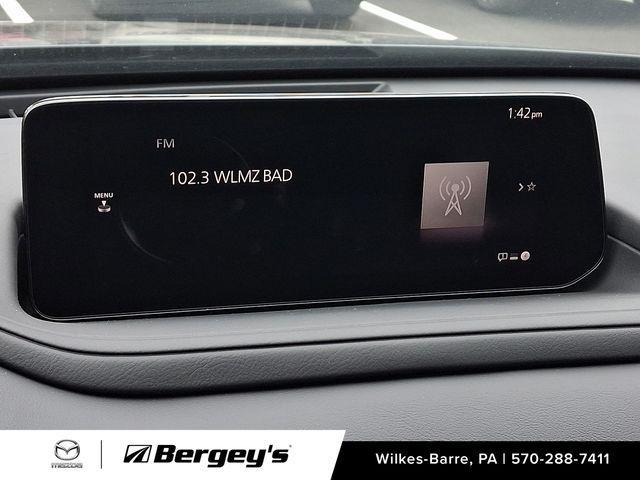 1:42pm
FM
102.3 WLMZ BAD
MENU
mazda
Bergey's
Wilkes-Barre, PA | 570-288-7411